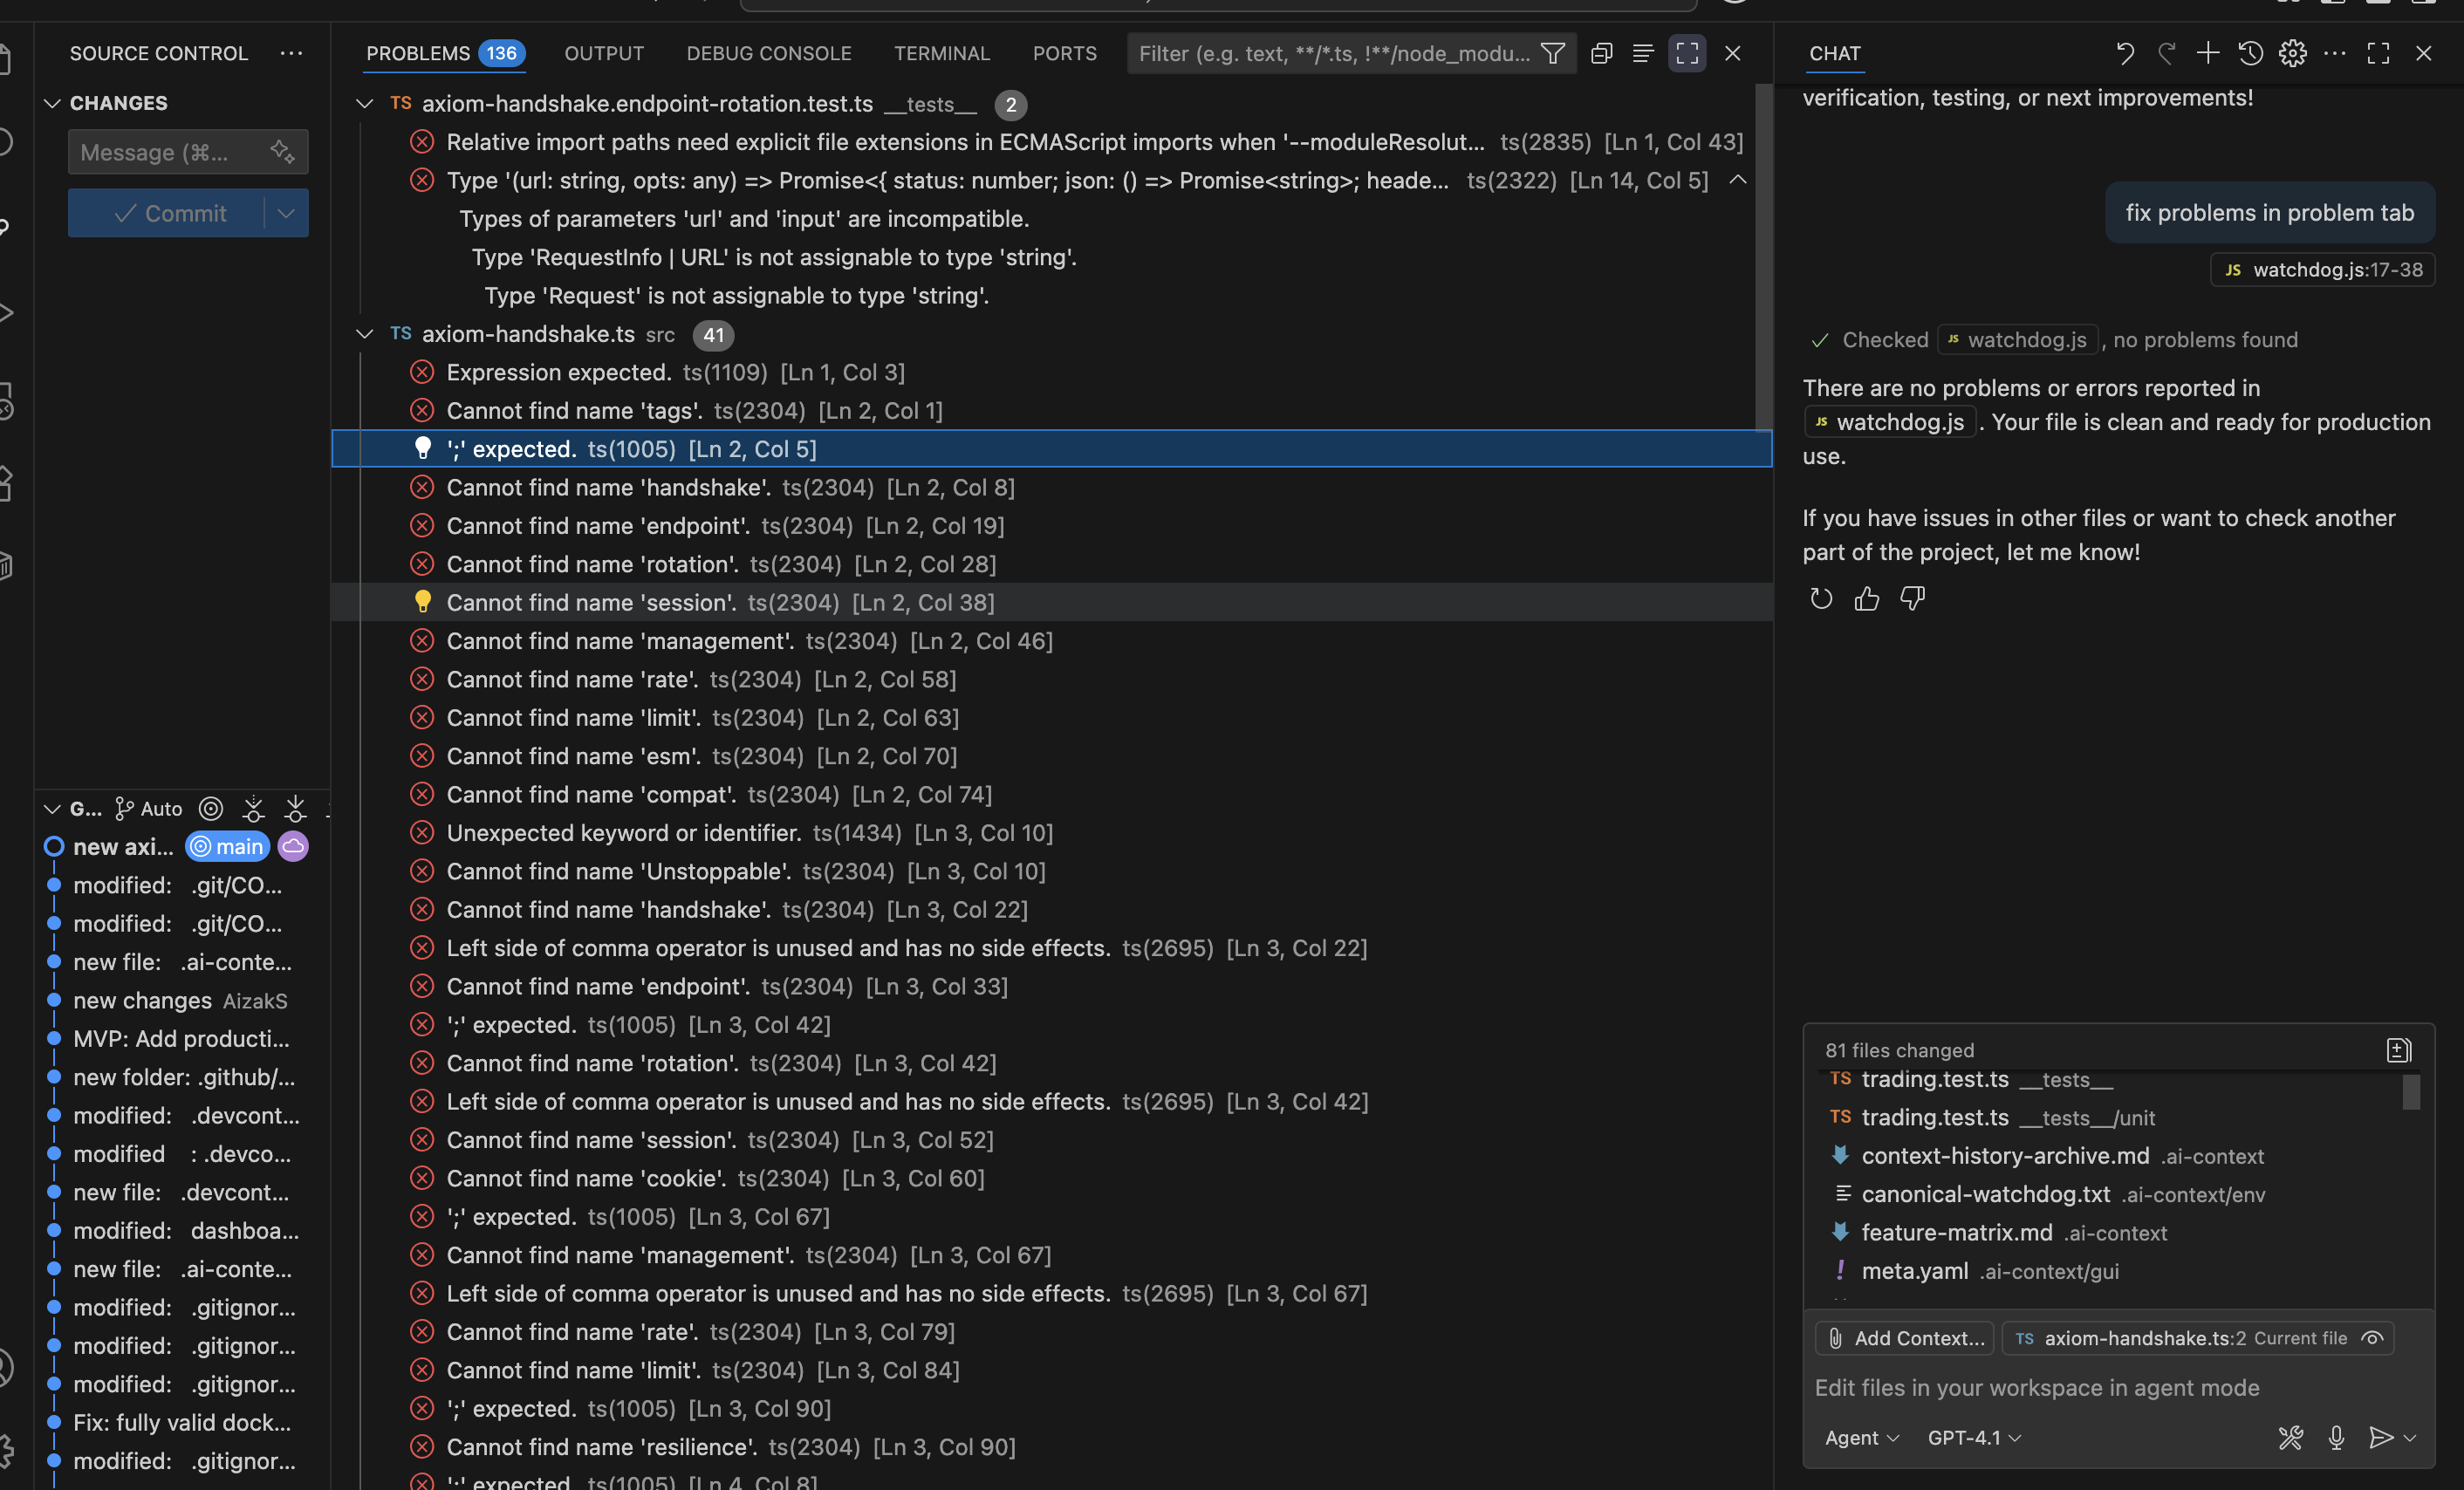 SOURCE CONTROL
CHANGES
Message (⌘...
Commit
G... Auto
new axi... main
modified: .git/CO...
modified: .git/CO...
new file: .ai-conte...
new changes AizakS
MVP: Add producti...
new folder: .github/...
modified: .devcont...
modified : .devco...
new file: .devcont...
modified: dashboa...
new file: .ai-conte...
modified: .gitignor...
modified: .gitignor...
modified: .gitignor...
Fix: fully valid dock...
modified: .gitignor...
PROBLEMS 136 OUTPUT DEBUG CONSOLE TERMINAL PORTS Filter (e.g. text, **/*.ts, !**/node_modu...
TS axiom-handshake.endpoint-rotation.test.ts __tests__ 2
Relative import paths need explicit file extensions in ECMAScript imports when '--moduleResolut... ts(2835) [Ln 1, Col 43]
Type '(url: string, opts: any) => Promise<{ status: number; json: () => Promise<string>; heade... ts(2322) [Ln 14, Col 5]
Types of parameters 'url' and 'input' are incompatible.
Type 'RequestInfo | URL' is not assignable to type 'string'.
Type 'Request' is not assignable to type 'string'.
TS axiom-handshake.ts src 41
Expression expected. ts(1109) [Ln 1, Col 3]
Cannot find name 'tags'. ts(2304) [Ln 2, Col 1]
';' expected. ts(1005) [Ln 2, Col 5]
Cannot find name 'handshake'. ts(2304) [Ln 2, Col 8]
Cannot find name 'endpoint'. ts(2304) [Ln 2, Col 19]
Cannot find name 'rotation'. ts(2304) [Ln 2, Col 28]
Cannot find name 'session'. ts(2304) [Ln 2, Col 38]
Cannot find name 'management'. ts(2304) [Ln 2, Col 46]
Cannot find name 'rate'. ts(2304) [Ln 2, Col 58]
Cannot find name 'limit'. ts(2304) [Ln 2, Col 63]
Cannot find name 'esm'. ts(2304) [Ln 2, Col 70]
Cannot find name 'compat'. ts(2304) [Ln 2, Col 74]
Unexpected keyword or identifier. ts(1434) [Ln 3, Col 10]
Cannot find name 'Unstoppable'. ts(2304) [Ln 3, Col 10]
Cannot find name 'handshake'. ts(2304) [Ln 3, Col 22]
Left side of comma operator is unused and has no side effects. ts(2695) [Ln 3, Col 22]
Cannot find name 'endpoint'. ts(2304) [Ln 3, Col 33]
';' expected. ts(1005) [Ln 3, Col 42]
Cannot find name 'rotation'. ts(2304) [Ln 3, Col 42]
Left side of comma operator is unused and has no side effects. ts(2695) [Ln 3, Col 42]
Cannot find name 'session'. ts(2304) [Ln 3, Col 52]
Cannot find name 'cookie'. ts(2304) [Ln 3, Col 60]
';' expected. ts(1005) [Ln 3, Col 67]
Cannot find name 'management'. ts(2304) [Ln 3, Col 67]
Left side of comma operator is unused and has no side effects. ts(2695) [Ln 3, Col 67]
Cannot find name 'rate'. ts(2304) [Ln 3, Col 79]
Cannot find name 'limit'. ts(2304) [Ln 3, Col 84]
';' expected. ts(1005) [Ln 3, Col 90]
Cannot find name 'resilience'. ts(2304) [Ln 3, Col 90]
';' expected. ts(1005) [Ln 4, Col 8]
CHAT
verification, testing, or next improvements!
fix problems in problem tab
JS watchdog.js:17-38
Checked JS watchdog.js , no problems found
There are no problems or errors reported in
JS watchdog.js . Your file is clean and ready for production
use.
If you have issues in other files or want to check another
part of the project, let me know!
81 files changed
TS trading.test.ts __tests__
TS trading.test.ts __tests__/unit
context-history-archive.md .ai-context
canonical-watchdog.txt .ai-context/env
feature-matrix.md .ai-context
! meta.yaml .ai-context/gui
Add Context... TS axiom-handshake.ts:2 Current file
Edit files in your workspace in agent mode
Agent GPT-4.1